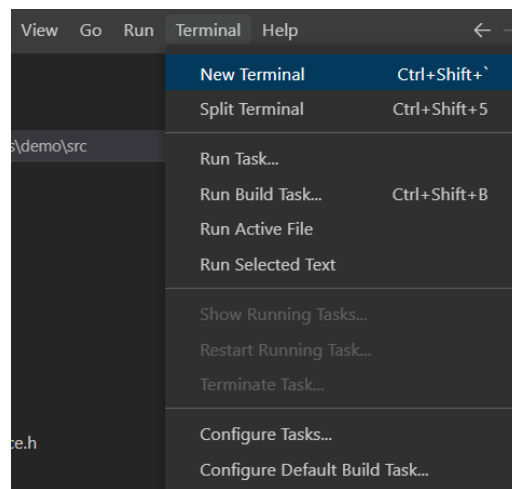 View Go Run Terminal Help
New Terminal Ctrl+Shift+`
Split Terminal Ctrl+Shift+5
s\demo\src
Run Task...
Run Build Task... Ctrl+Shift+B
Run Active File
Run Selected Text
Show Running Tasks...
Restart Running Task...
Terminate Task...
Configure Tasks...
ce.h
Configure Default Build Task...